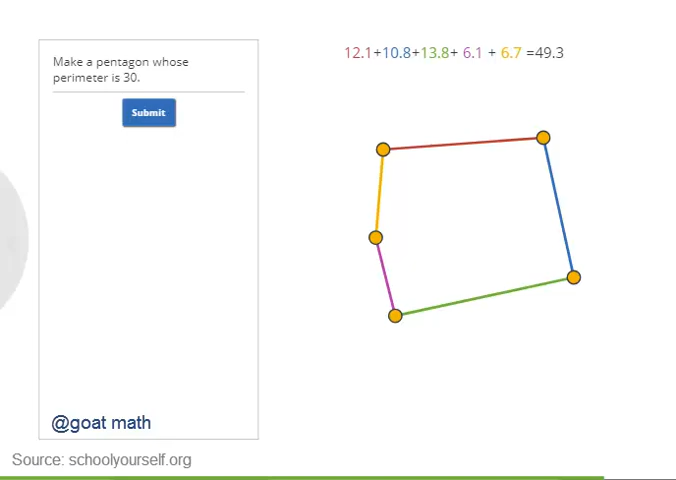 12.1+10.8+13.8+ 6.1 + 6.7 =49.3
Make a pentagon whose
perimeter is 30.
Submit
@goat math
Source: schoolyourself.org